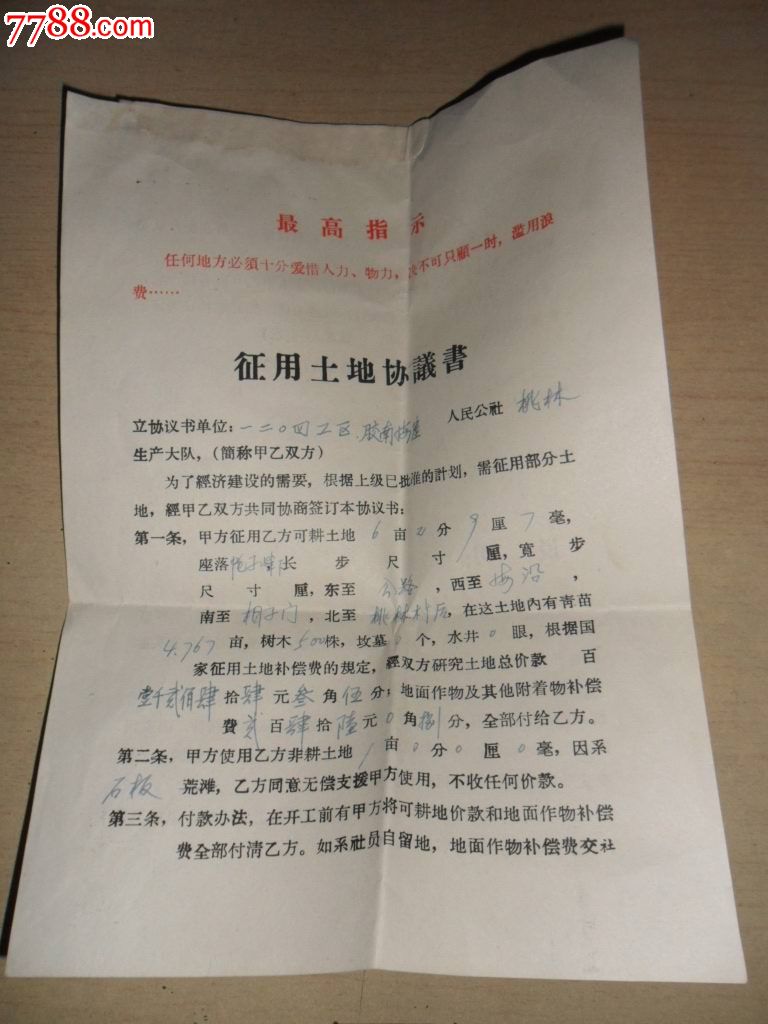 7788.com
最高指示
任何地方必須十分爱惜人力、物力，决不可只顧一时，滥用浪
費……
征用土地协議書
立协议书单位：一二〇四工区、胶南 人民公社 桃林
生产大队，（简称甲乙双方）
为了經济建设的需要，根据上级已批准的計划，需征用部分土
地，經甲乙双方共同协商签订本协议书：
第一条，甲方征用乙方可耕土地 6 亩 分 9 厘 7 毫，
座落 长 步 尺 寸 厘，寬 步
尺 寸 厘，东至 公路，西至 海沿，
南至 ，北至 桃林村后，在这土地內有青苗
4.767 亩，树木 500 株，坟墓 0 个，水井 0 眼，根据国
家征用土地补偿费的規定，經双方研究土地总价款 百
壹千贰佰肆拾肆元叁角伍分；地面作物及其他附着物补偿
費贰百肆拾陆元0角捌分，全部付给乙方。
第二条，甲方使用乙方非耕土地 1 亩 0 分 0 厘 0 毫，因系
石板 荒滩，乙方同意无偿支援甲方使用，不收任何价款。
第三条，付款办法，在开工前有甲方将可耕地价款和地面作物补偿
费全部付清乙方。如系社员自留地，地面作物补偿费交社